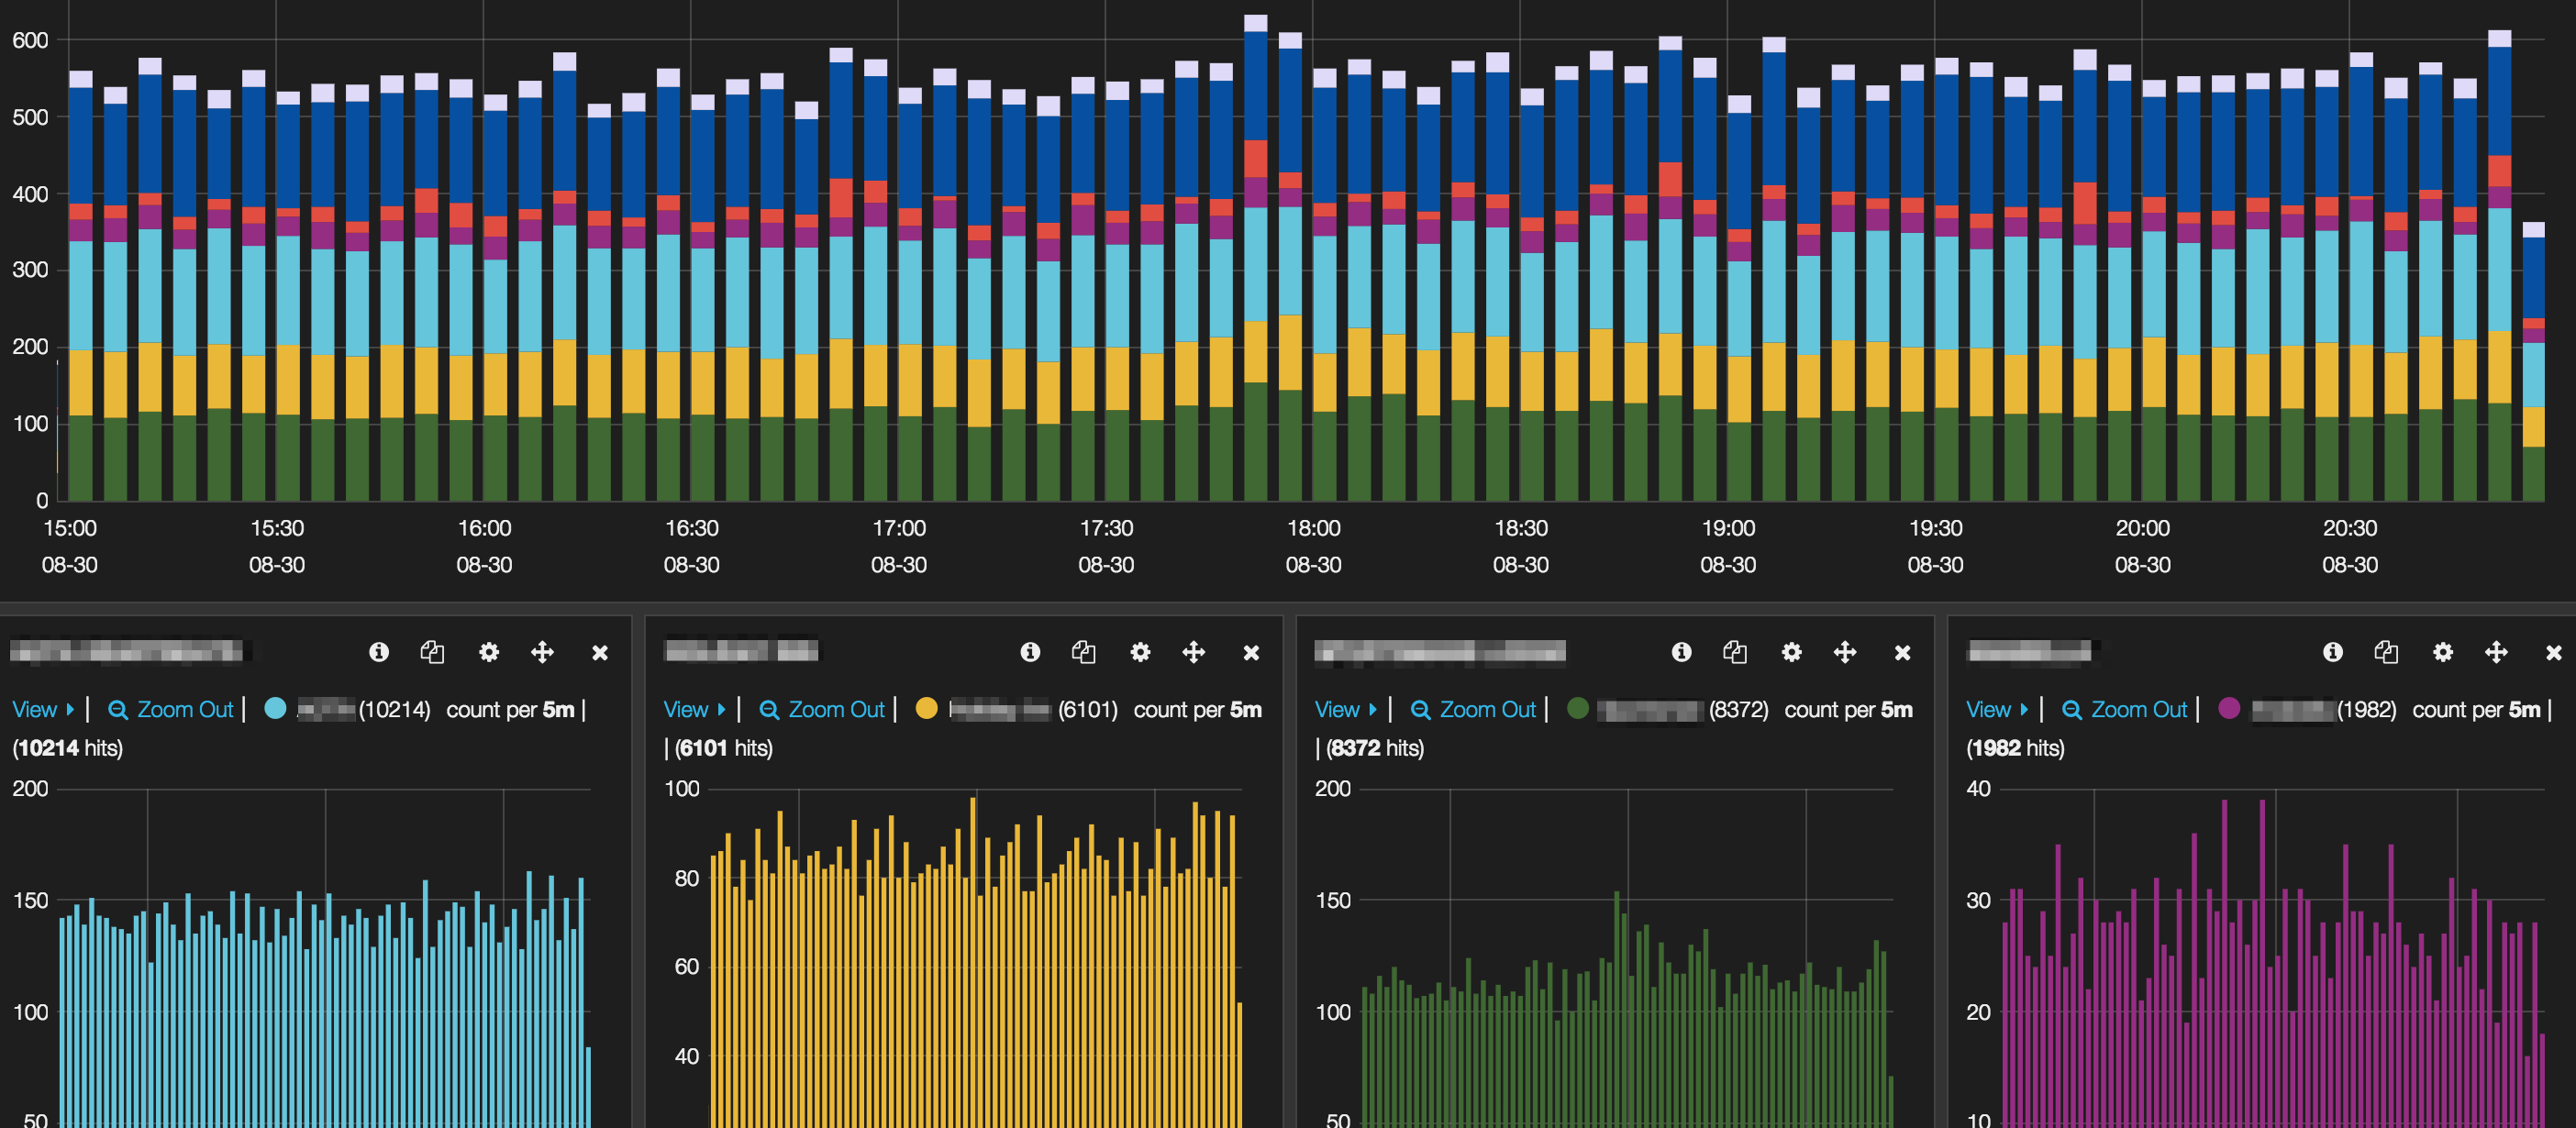 600
500
400
300
200
100
0
15:00 15:30 16:00 16:30 17:00 17:30 18:00 18:30 19:00 19:30 20:00 20:30
08-30 08-30 08-30 08-30 08-30 08-30 08-30 08-30 08-30 08-30 08-30 08-30
View | Zoom Out | (10214) count per 5m |
(10214 hits)
200
150
100
50
View | Zoom Out | (6101) count per 5m
| (6101 hits)
100
80
60
40
View | Zoom Out | (8372) count per 5m
| (8372 hits)
200
150
100
50
View | Zoom Out | (1982) count per 5m |
(1982 hits)
40
30
20
10